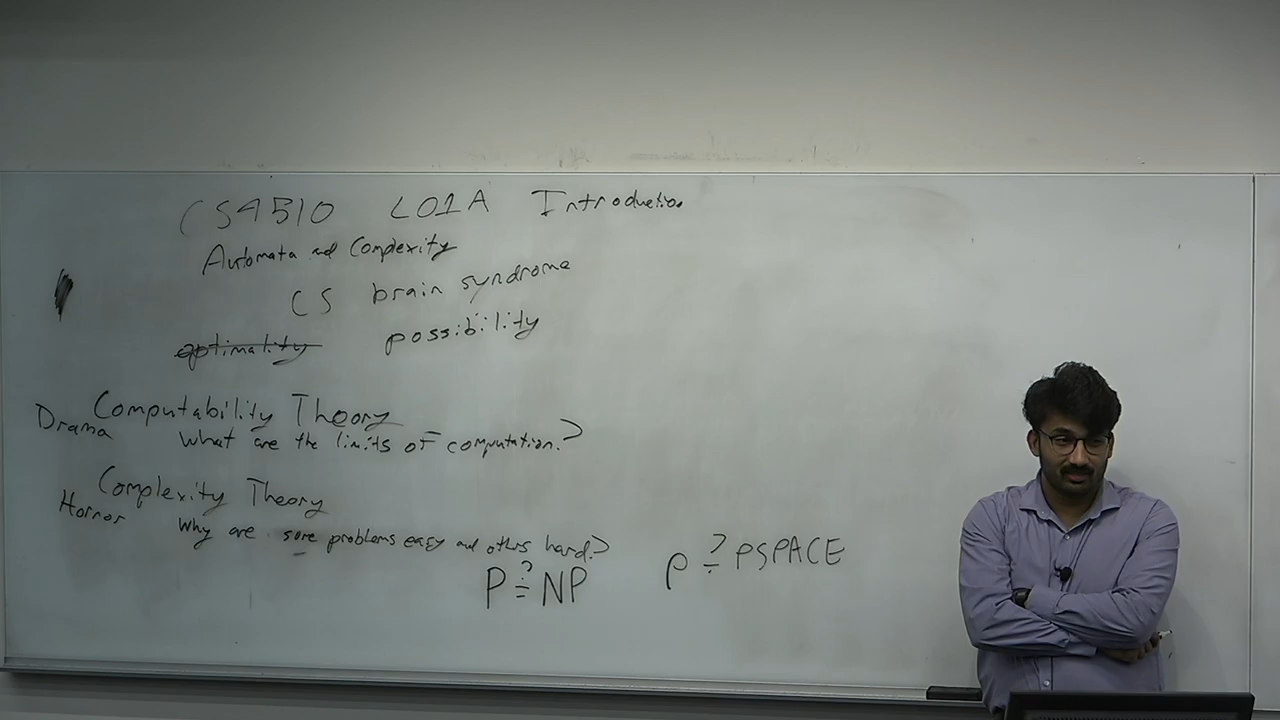 CS4510 L01A Introduction
Automata and Complexity
CS brain syndrome
optimality possibility
Computability Theory
Drama What are the limits of computation?
Complexity Theory
Horror Why are some problems easy and others hard?
P ≟ NP P ≟ PSPACE